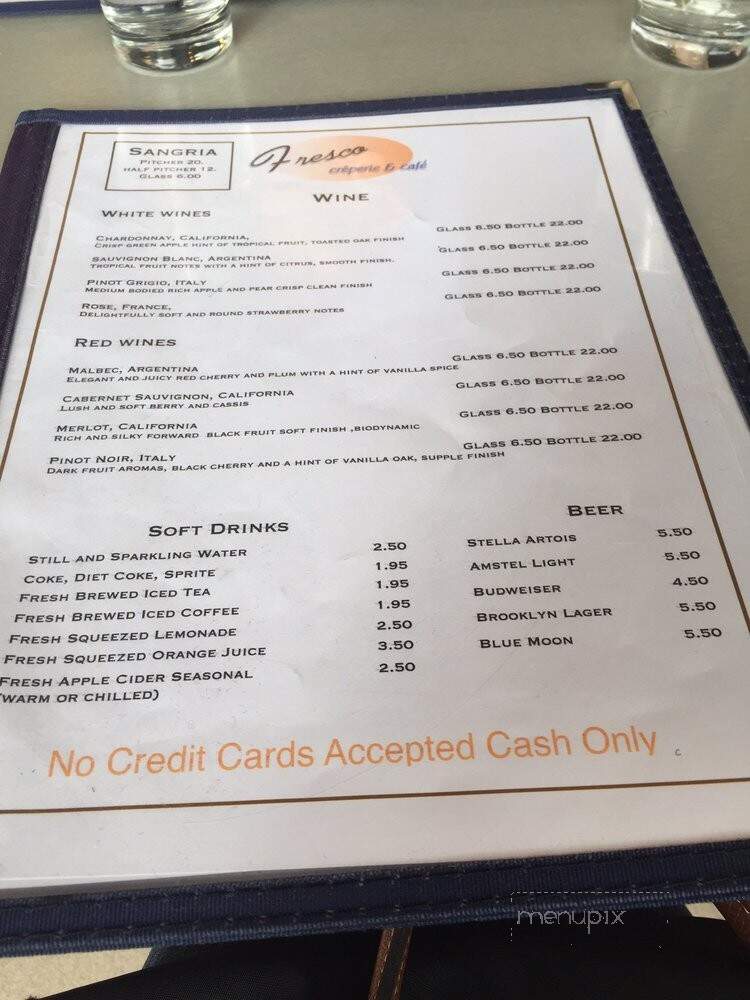 SANGRIA
PITCHER 20.
HALF PITCHER 12.
GLASS 6.00
Fresco
crêperie & café
WINE
WHITE WINES
CHARDONNAY, CALIFORNIA, GLASS 8.50 BOTTLE 22.00
CRISP GREEN APPLE HINT OF TROPICAL FRUIT, TOASTED OAK FINISH
SAUVIGNON BLANC, ARGENTINA GLASS 6.50 BOTTLE 22.00
TROPICAL FRUIT NOTES WITH A HINT OF CITRUS, SMOOTH FINISH.
PINOT GRIGIO, ITALY GLASS 6.50 BOTTLE 22.00
MEDIUM BODIED RICH APPLE AND PEAR CRISP CLEAN FINISH
ROSE, FRANCE, GLASS 6.50 BOTTLE 22.00
DELIGHTFULLY SOFT AND ROUND STRAWBERRY NOTES
RED WINES
MALBEC, ARGENTINA GLASS 6.50 BOTTLE 22.00
ELEGANT AND JUICY RED CHERRY AND PLUM WITH A HINT OF VANILLA SPICE
CABERNET SAUVIGNON, CALIFORNIA GLASS 6.50 BOTTLE 22.00
LUSH AND SOFT BERRY AND CASSIS
MERLOT, CALIFORNIA GLASS 6.50 BOTTLE 22.00
RICH AND SILKY FORWARD BLACK FRUIT SOFT FINISH ,BIODYNAMIC
PINOT NOIR, ITALY GLASS 6.50 BOTTLE 22.00
DARK FRUIT AROMAS, BLACK CHERRY AND A HINT OF VANILLA OAK, SUPPLE FINISH
SOFT DRINKS
STILL AND SPARKLING WATER 2.50
COKE, DIET COKE, SPRITE 1.95
FRESH BREWED ICED TEA 1.95
FRESH BREWED ICED COFFEE 1.95
FRESH SQUEEZED LEMONADE 2.50
FRESH SQUEEZED ORANGE JUICE 3.50
FRESH APPLE CIDER SEASONAL 2.50
(WARM OR CHILLED)
BEER
STELLA ARTOIS 5.50
AMSTEL LIGHT 5.50
BUDWEISER 4.50
BROOKLYN LAGER 5.50
BLUE MOON 5.50
No Credit Cards Accepted Cash Only
c
menupix